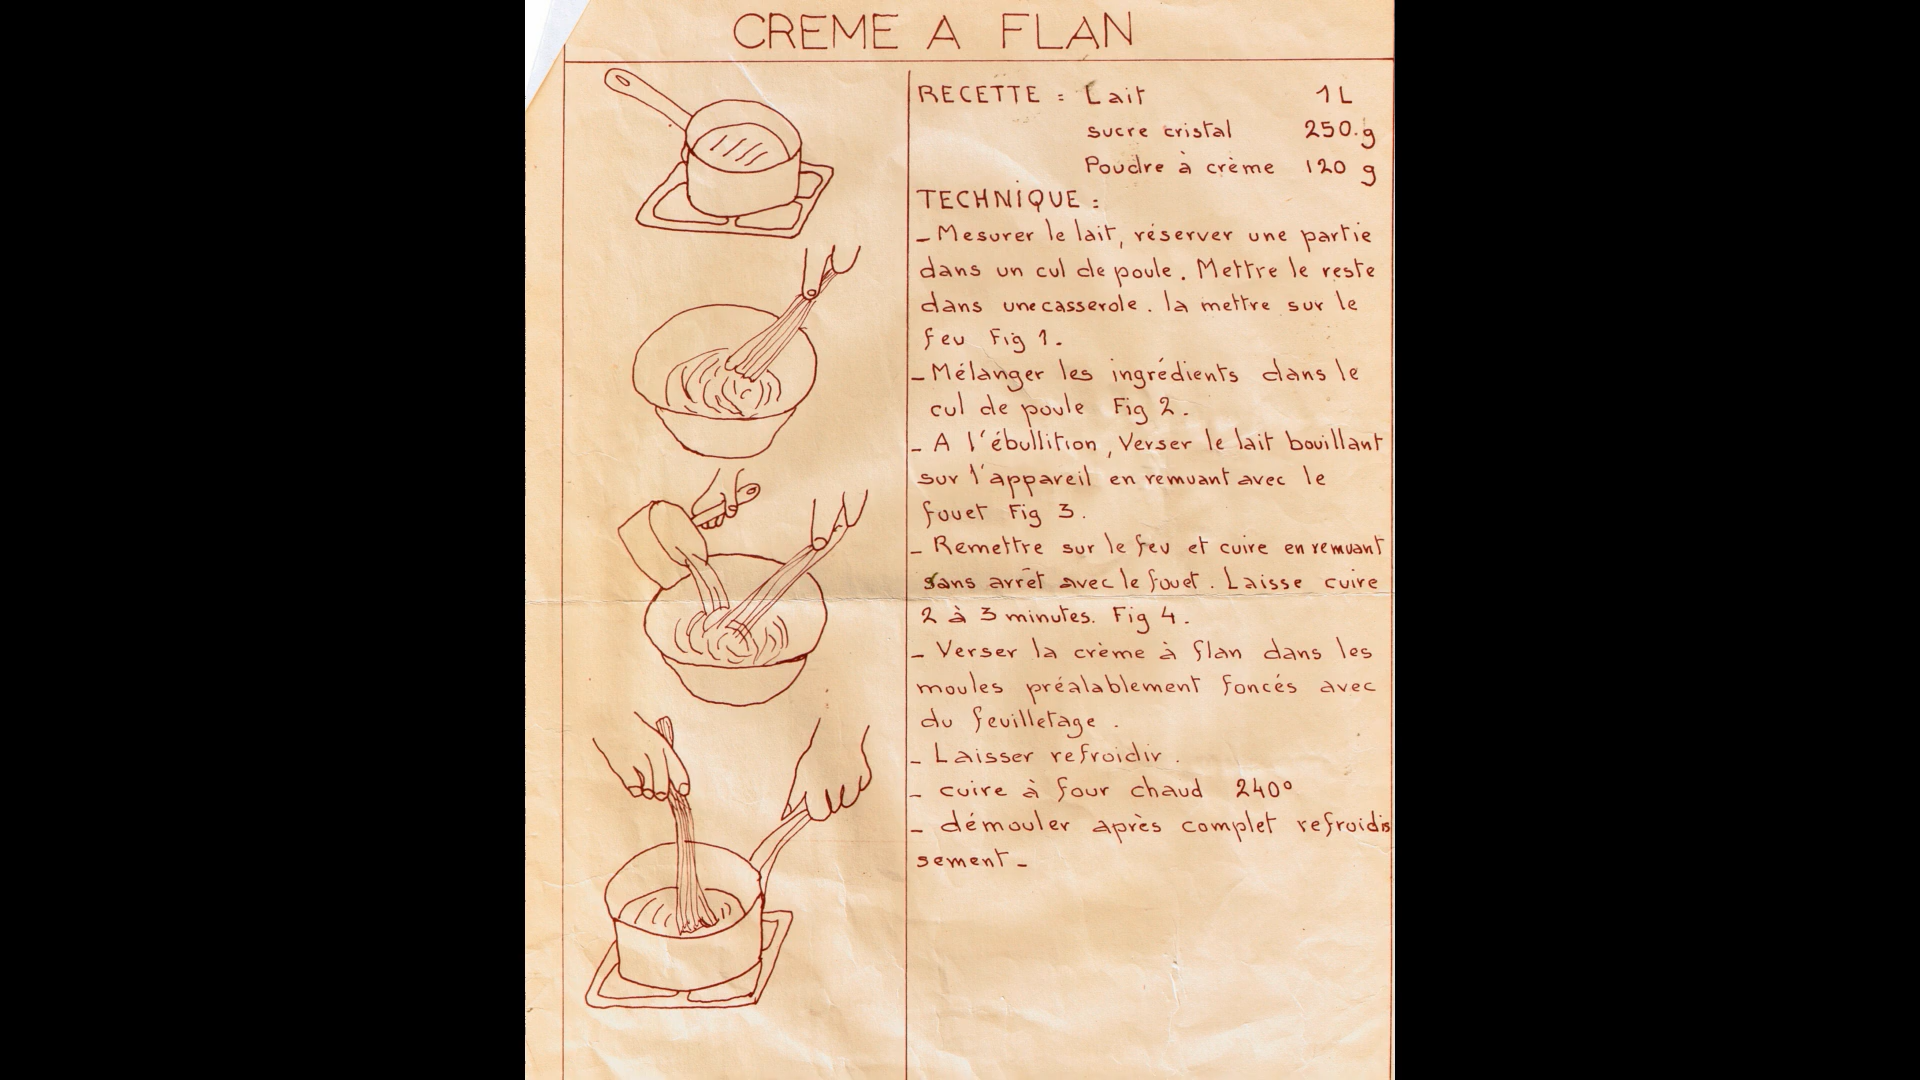 CREME A FLAN
RECETTE : Lait 1L
sucre cristal 250.g
Poudre à crème 120 g
TECHNIQUE :
- Mesurer le lait, réserver une partie
dans un cul de poule. Mettre le reste
dans une casserole. la mettre sur le
feu Fig 1.
- Mélanger les ingrédients dans le
cul de poule Fig 2.
- A l'ébullition, Verser le lait bouillant
sur l'appareil en remuant avec le
fouet Fig 3.
- Remettre sur le feu et cuire en remuant
sans arrêt avec le fouet. Laisse cuire
2 à 3 minutes. Fig 4.
- Verser la crème à flan dans les
moules préalablement foncés avec
du feuilletage.
- Laisser refroidir.
- cuire à four chaud 240°
- démouler après complet refroidis
sement -